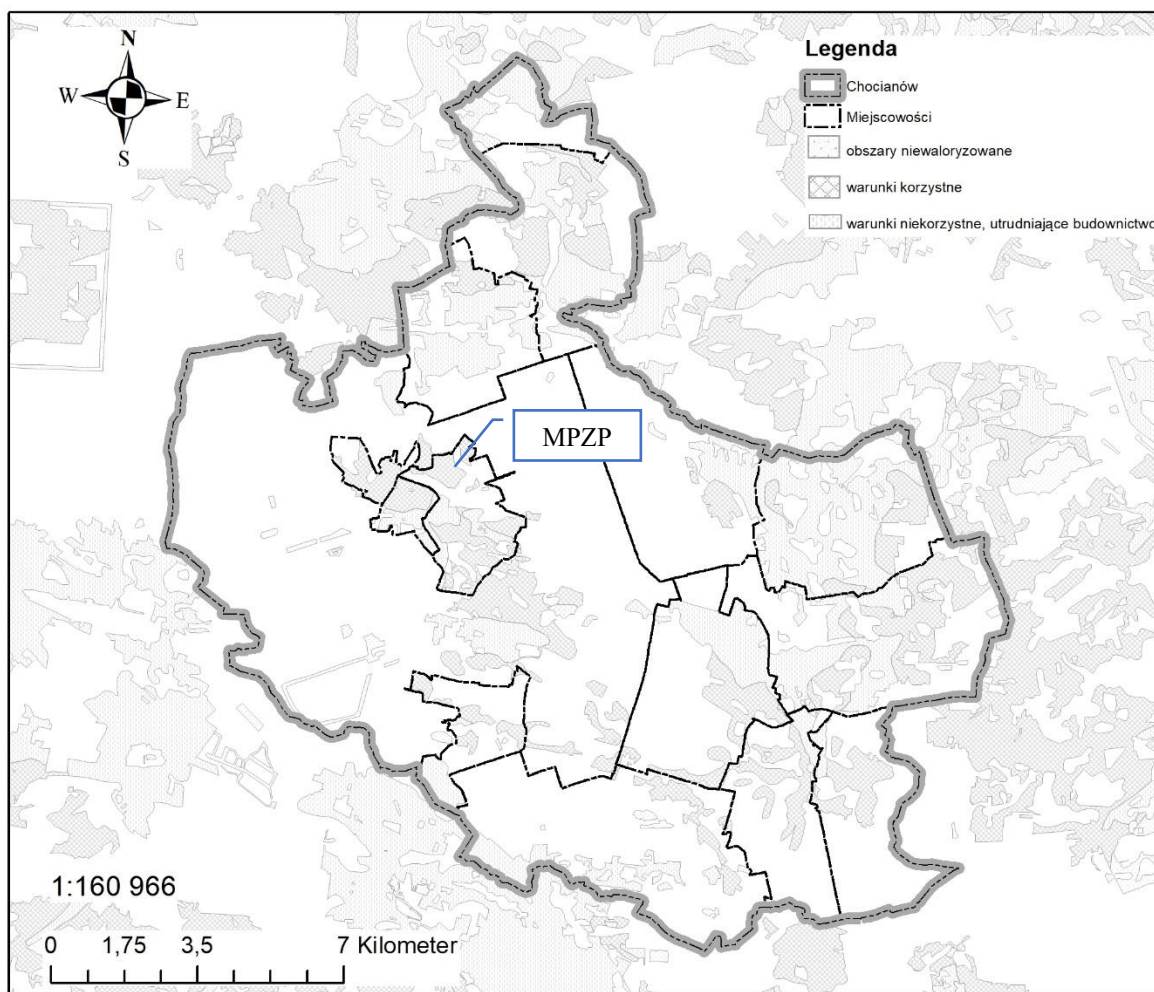 N
W E
S
Legenda
Chocianów
Miejscowości
obszary niewaloryzowane
warunki korzystne
warunki niekorzystne, utrudniające budownictwo
MPZP
1:160 966
0 1,75 3,5 7 Kilometer